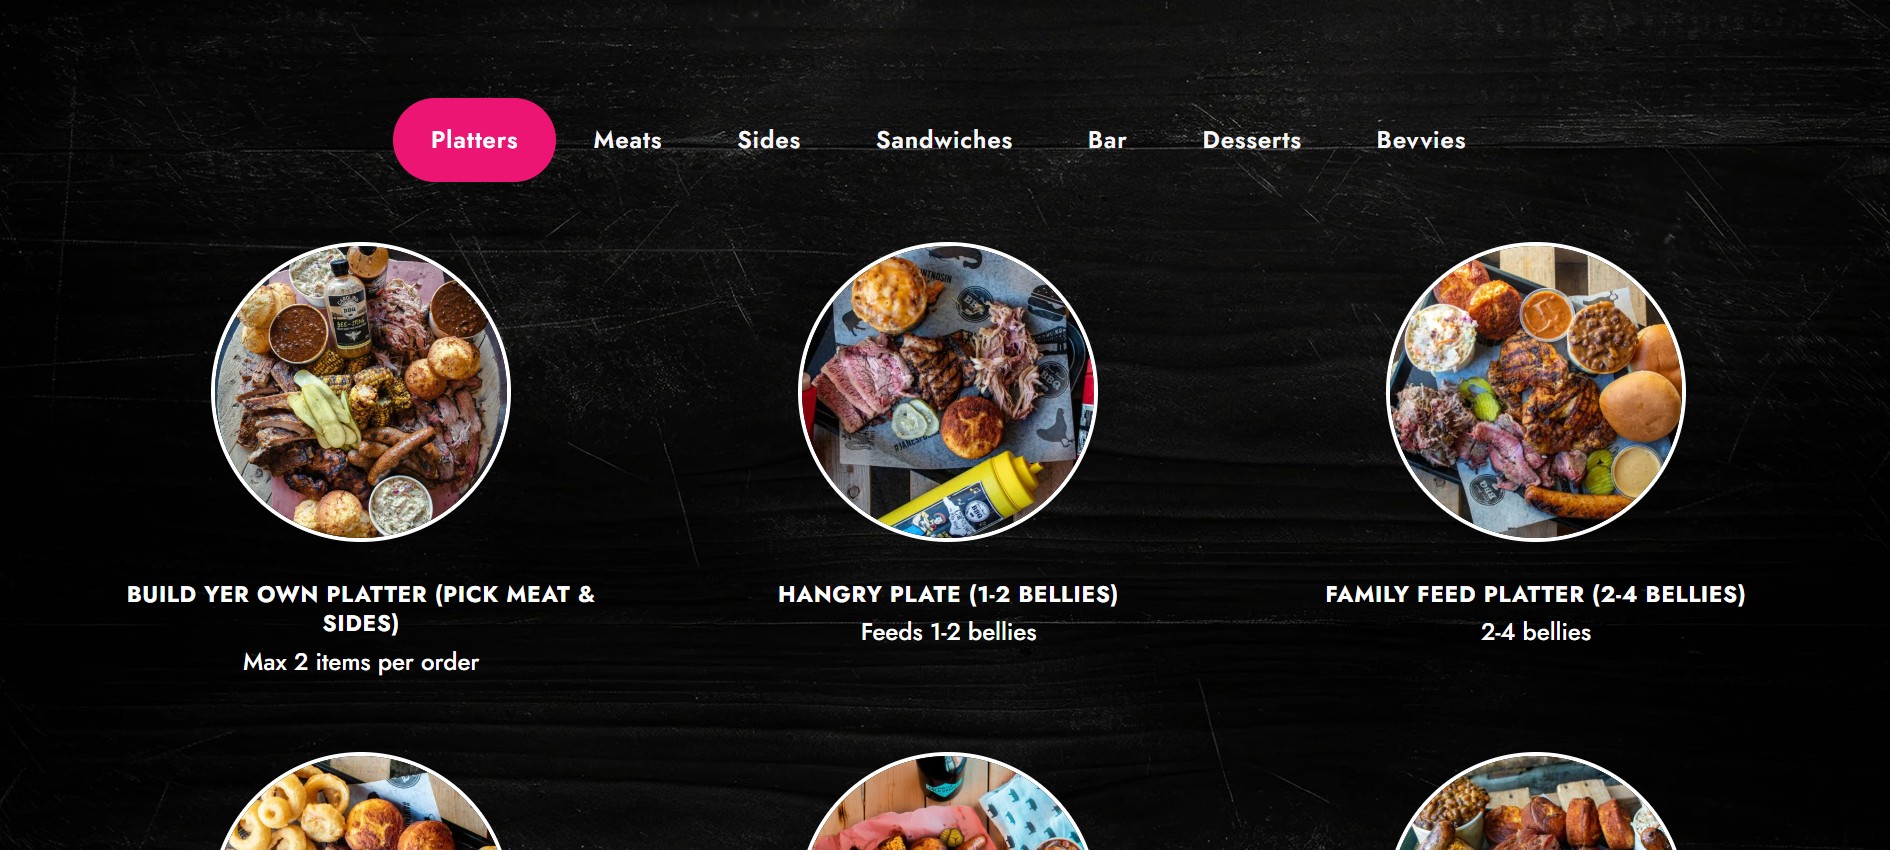 Platters Meats Sides Sandwiches Bar Desserts Bevvies
BUILD YER OWN PLATTER (PICK MEAT &
SIDES)
Max 2 items per order
HANGRY PLATE (1-2 BELLIES)
Feeds 1-2 bellies
FAMILY FEED PLATTER (2-4 BELLIES)
2-4 bellies